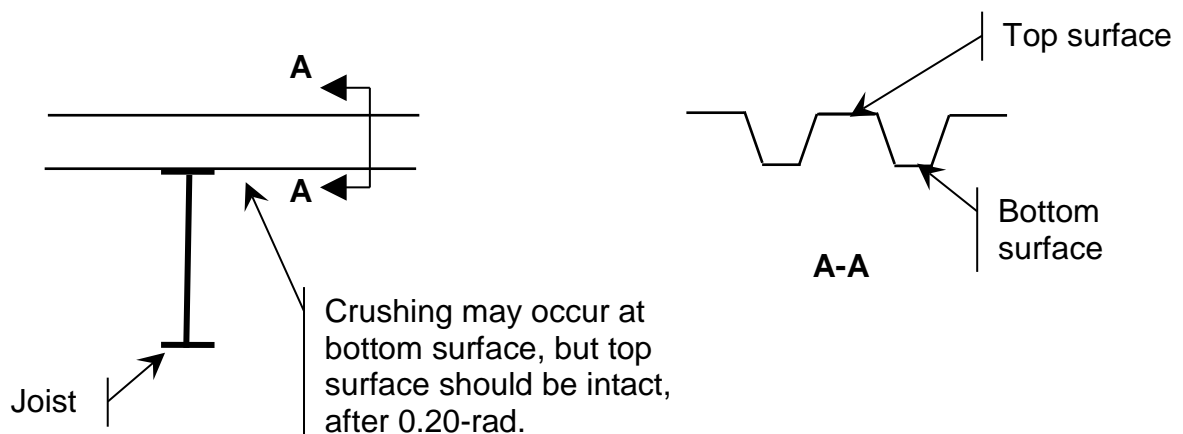 A
A
Joist
Crushing may occur at
bottom surface, but top
surface should be intact,
after 0.20-rad.
Top surface
Bottom
surface
A-A